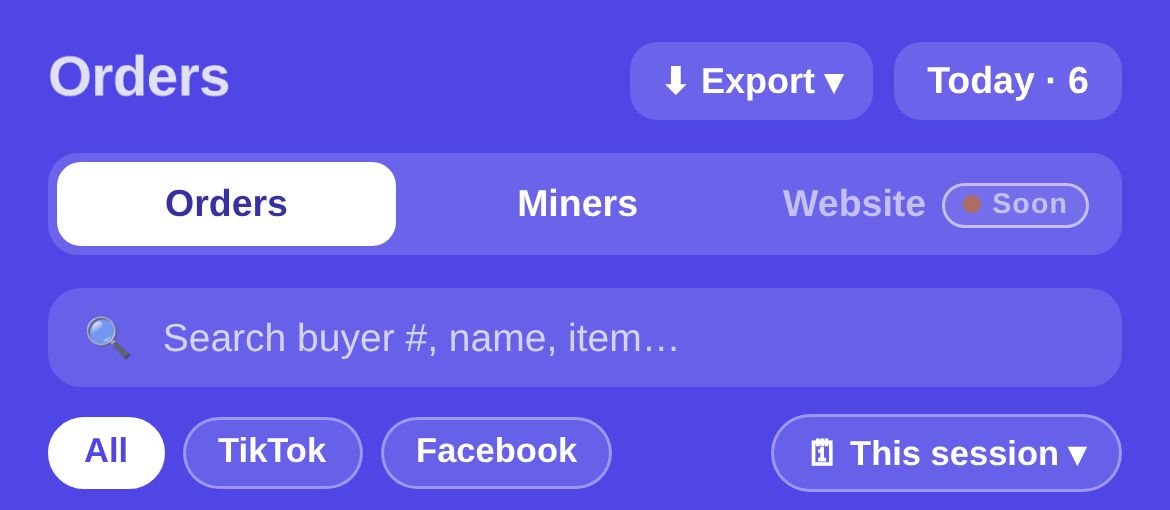 Orders
⬇ Export ▾
Today · 6
Orders
Miners
Website
Soon
Search buyer #, name, item…
All
TikTok
Facebook
This session ▾